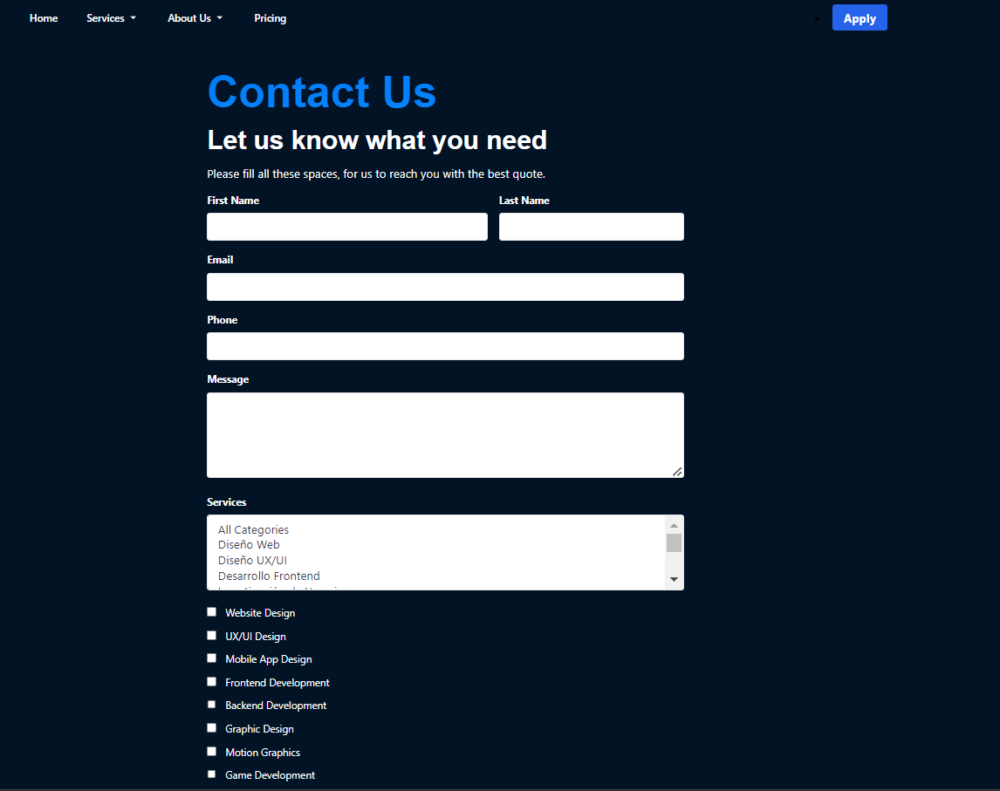 Home Services About Us Pricing Apply
Contact Us
Let us know what you need
Please fill all these spaces, for us to reach you with the best quote.
First Name Last Name
Email
Phone
Message
Services
All Categories
Diseño Web
Diseño UX/UI
Desarrollo Frontend
Website Design
UX/UI Design
Mobile App Design
Frontend Development
Backend Development
Graphic Design
Motion Graphics
Game Development